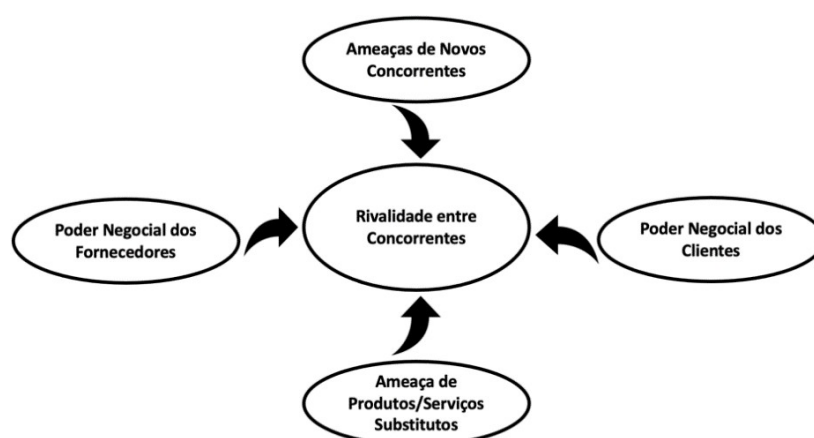 Ameaças de Novos
Concorrentes
Poder Negocial dos
Fornecedores
Rivalidade entre
Concorrentes
Poder Negocial dos
Clientes
Ameaça de
Produtos/Serviços
Substitutos